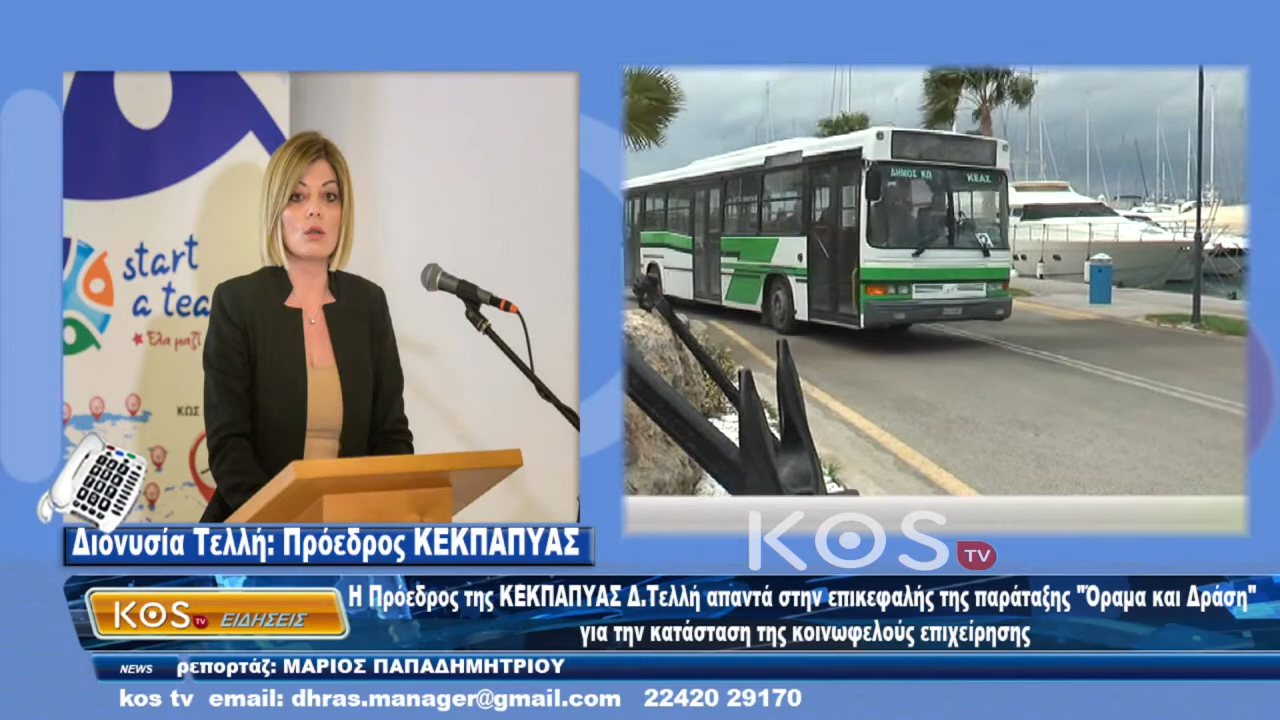 start
a tea
Έλα μαζί
ΚΩΣ
ΔΗΜΟΣ ΚΩ ΚΕΑΣ
Διονυσία Τελλή: Πρόεδρος ΚΕΚΠΑΠΥΑΣ
KOS TV
Η Πρόεδρος της ΚΕΚΠΑΠΥΑΣ Δ.Τελλή απαντά στην επικεφαλής της παράταξης "Όραμα και Δράση"
για την κατάσταση της κοινωφελούς επιχείρησης
KOS TV ΕΙΔΗΣΕΙΣ
NEWS ρεπορτάζ: ΜΑΡΙΟΣ ΠΑΠΑΔΗΜΗΤΡΙΟΥ
kos tv email: dhras.manager@gmail.com 22420 29170